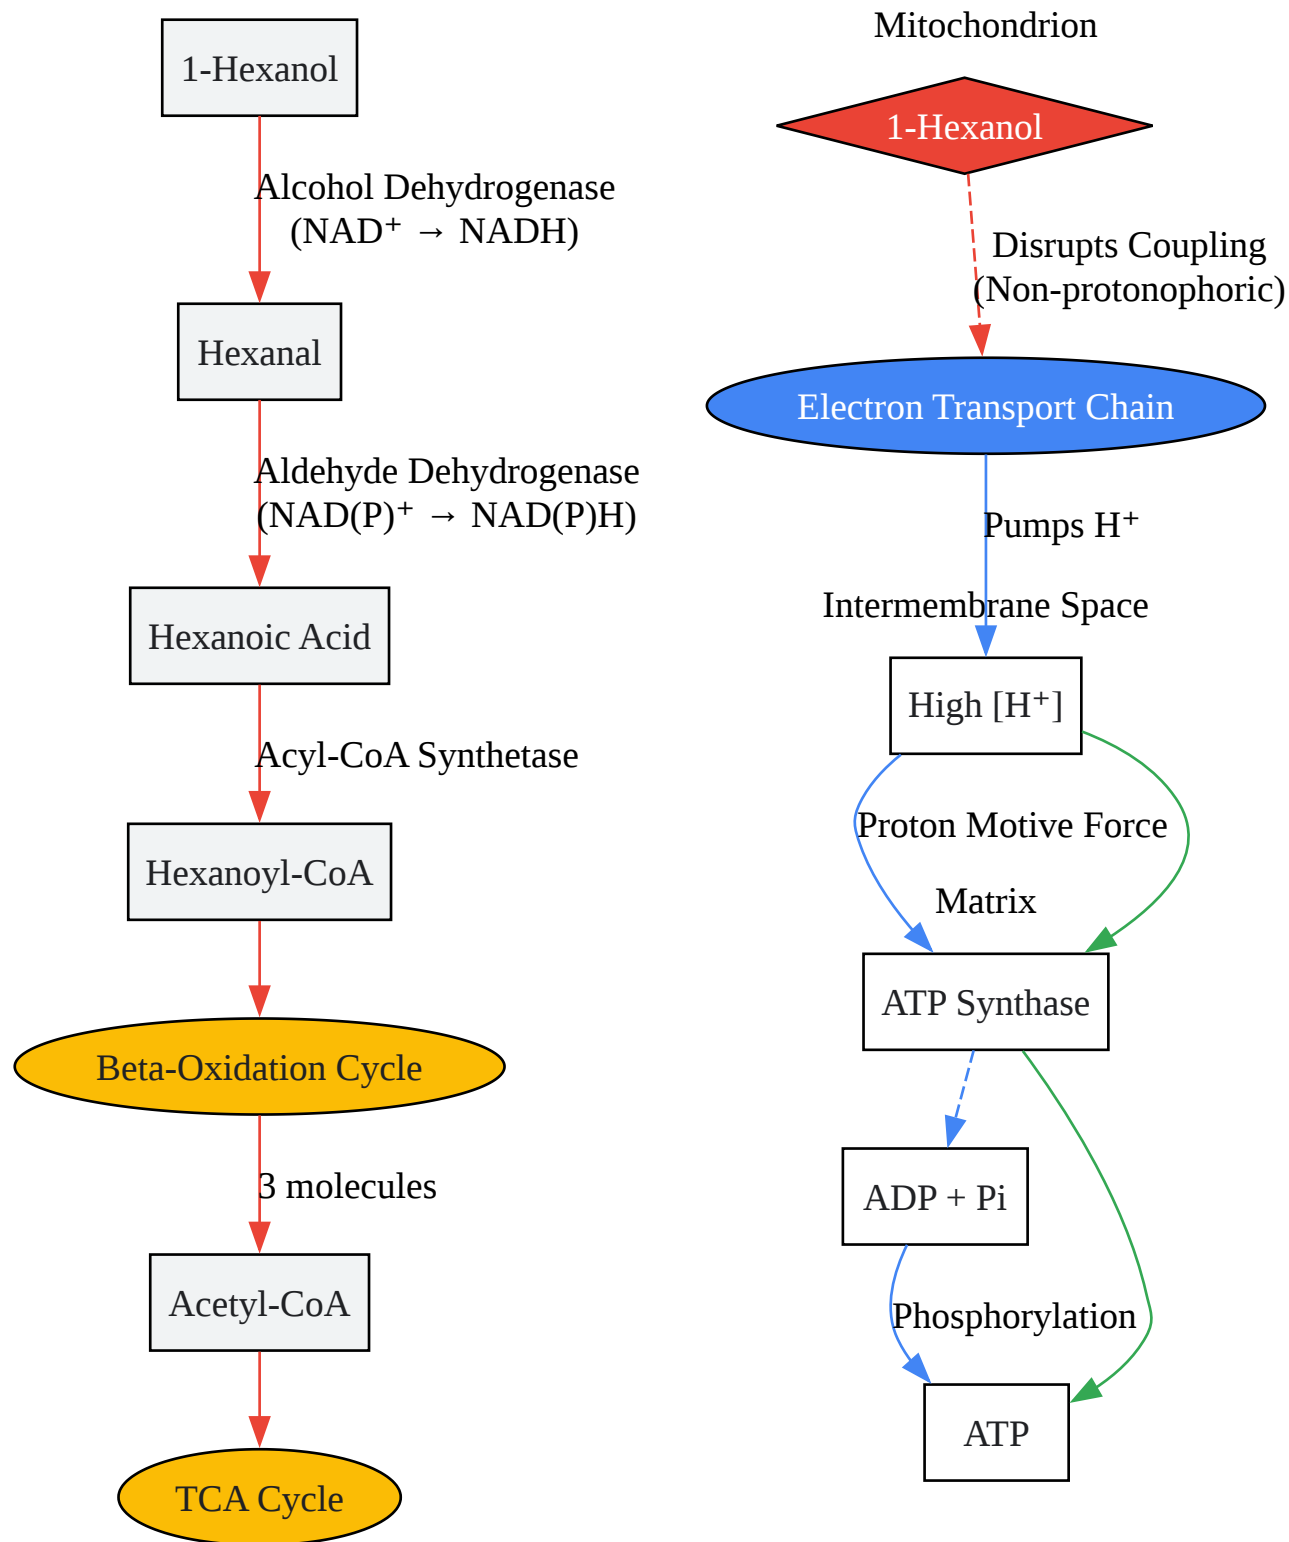 1-Hexanol
Alcohol Dehydrogenase
(NAD⁺ → NADH)
Hexanal
Aldehyde Dehydrogenase
(NAD(P)⁺ → NAD(P)H)
Hexanoic Acid
Acyl-CoA Synthetase
Hexanoyl-CoA
Beta-Oxidation Cycle
3 molecules
Acetyl-CoA
TCA Cycle
Mitochondrion
1-Hexanol
Disrupts Coupling
(Non-protonophoric)
Electron Transport Chain
Pumps H⁺
Intermembrane Space
High [H⁺]
Proton Motive Force
Matrix
ATP Synthase
ADP + Pi
Phosphorylation
ATP